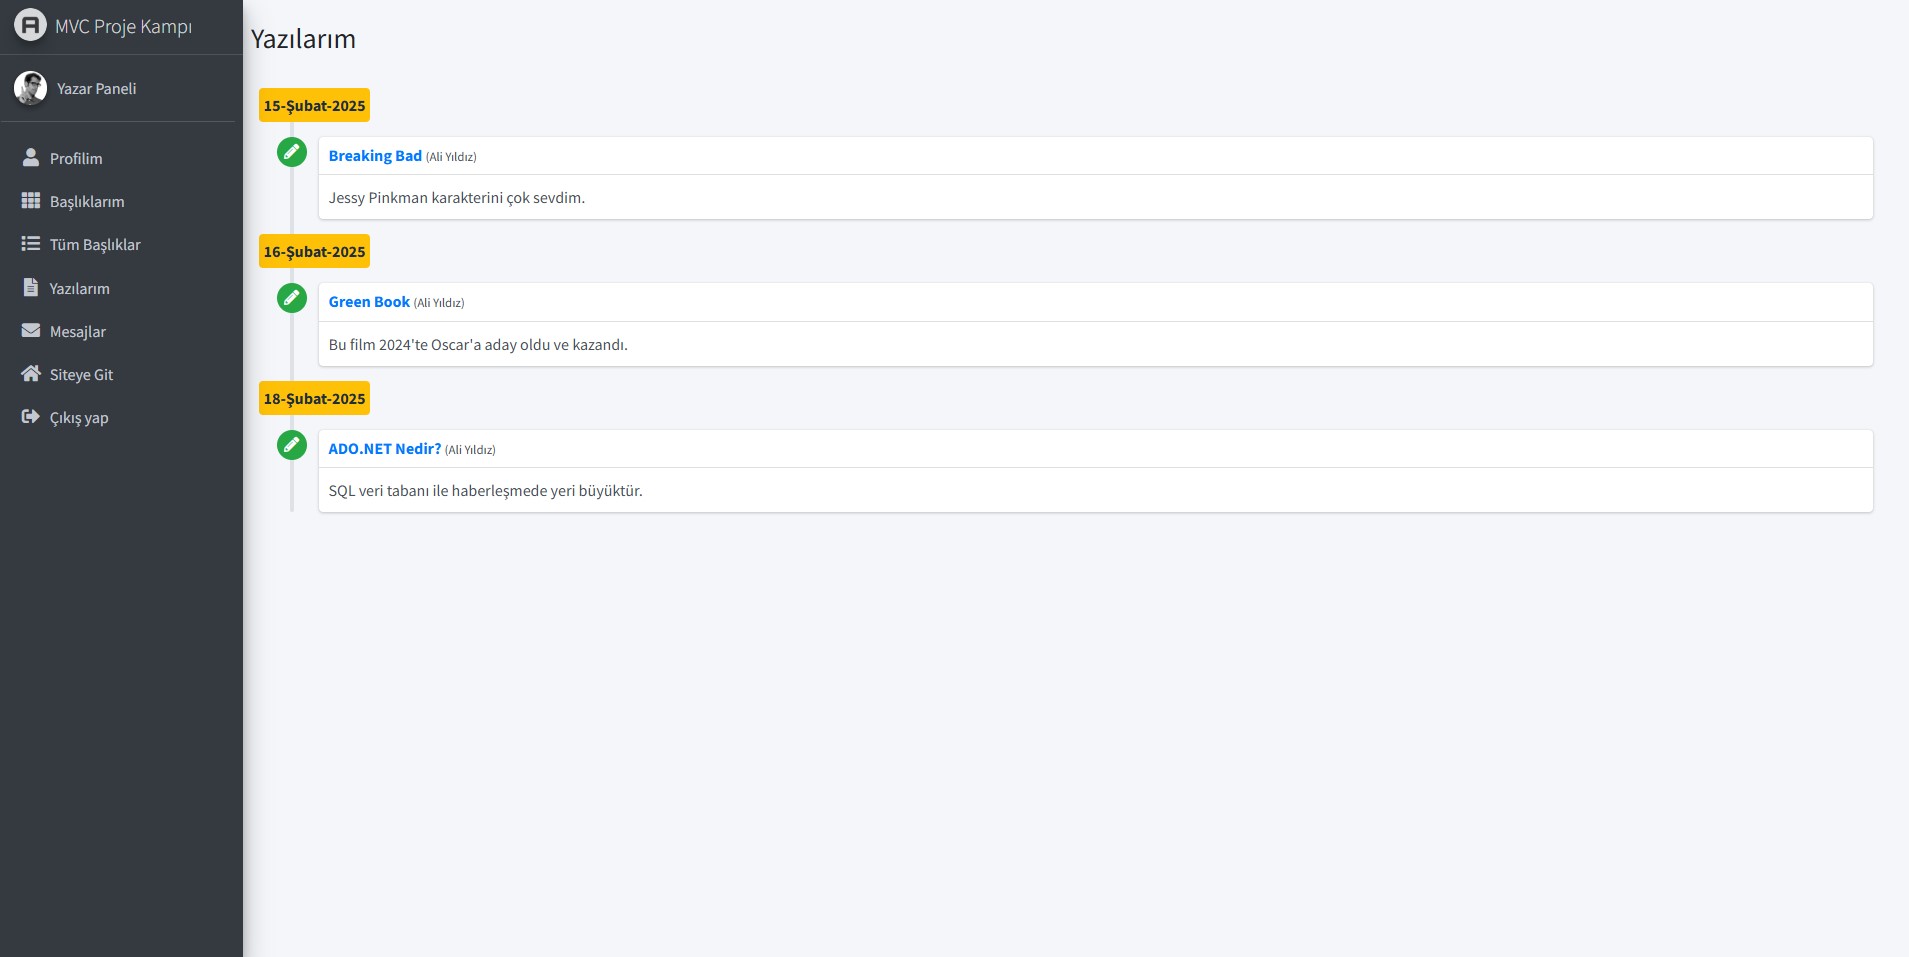 MVC Proje Kampı
Yazar Paneli
Profilim
Başlıklarım
Tüm Başlıklar
Yazılarım
Mesajlar
Siteye Git
Çıkış yap
Yazılarım
15-Şubat-2025
Breaking Bad (Ali Yıldız)
Jessy Pinkman karakterini çok sevdim.
16-Şubat-2025
Green Book (Ali Yıldız)
Bu film 2024'te Oscar'a aday oldu ve kazandı.
18-Şubat-2025
ADO.NET Nedir? (Ali Yıldız)
SQL veri tabanı ile haberleşmede yeri büyüktür.